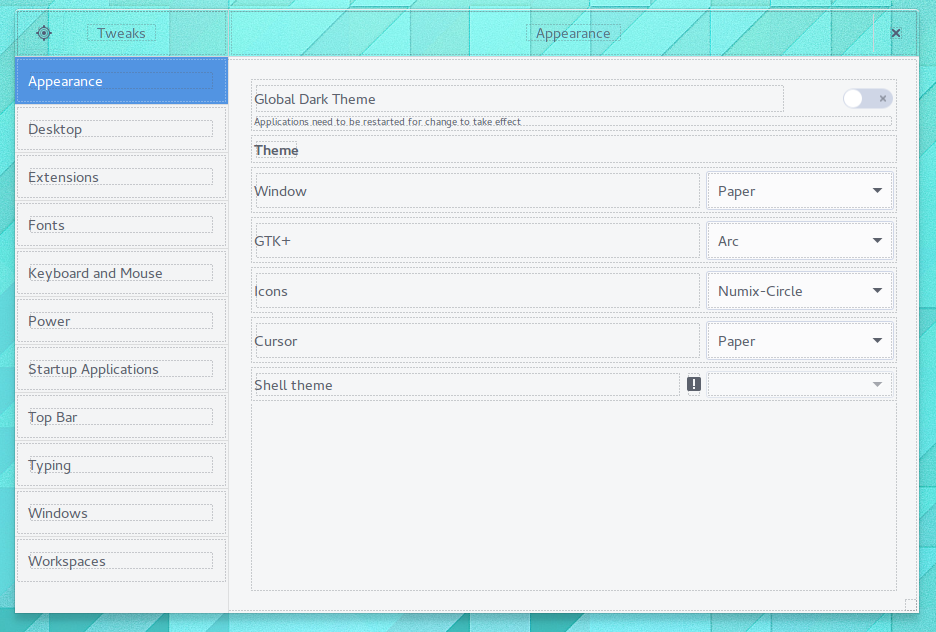 Tweaks
Appearance
Appearance
Desktop
Extensions
Fonts
Keyboard and Mouse
Power
Startup Applications
Top Bar
Typing
Windows
Workspaces
Global Dark Theme
Applications need to be restarted for change to take effect
Theme
Window Paper
GTK+ Arc
Icons Numix-Circle
Cursor Paper
Shell theme